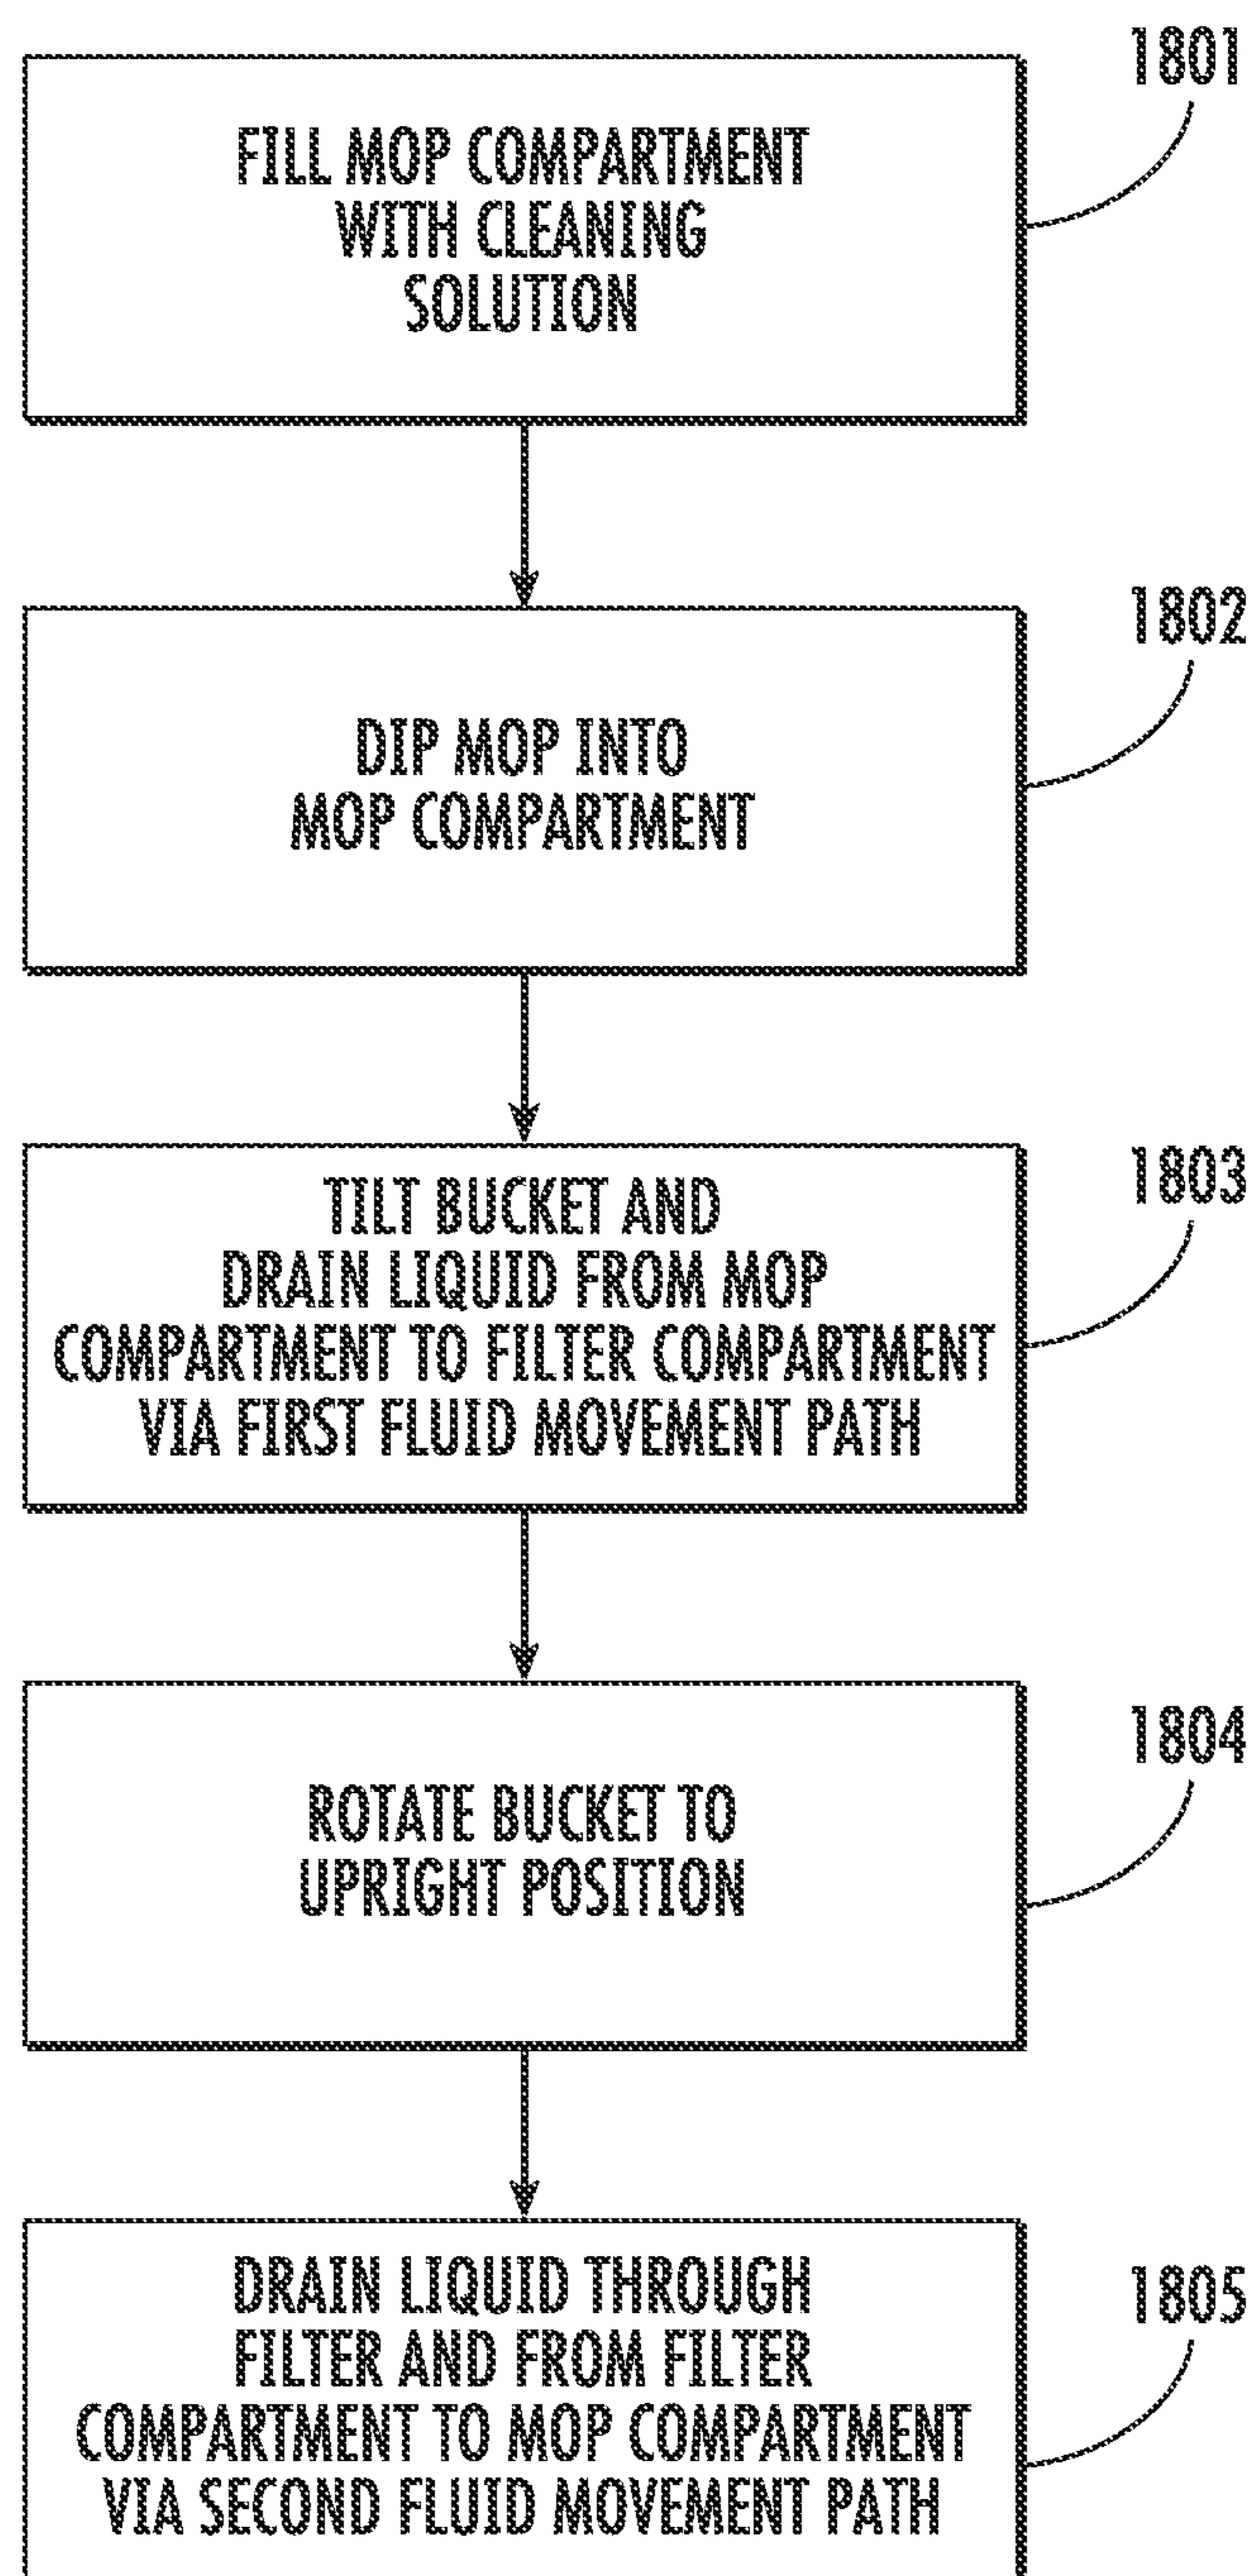 1801
FILL MOP COMPARTMENT
WITH CLEANING
SOLUTION
1802
DIP MOP INTO
MOP COMPARTMENT
1803
TILT BUCKET AND
DRAIN LIQUID FROM MOP
COMPARTMENT TO FILTER COMPARTMENT
VIA FIRST FLUID MOVEMENT PATH
1804
ROTATE BUCKET TO
UPRIGHT POSITION
1805
DRAIN LIQUID THROUGH
FILTER AND FROM FILTER
COMPARTMENT TO MOP COMPARTMENT
VIA SECOND FLUID MOVEMENT PATH